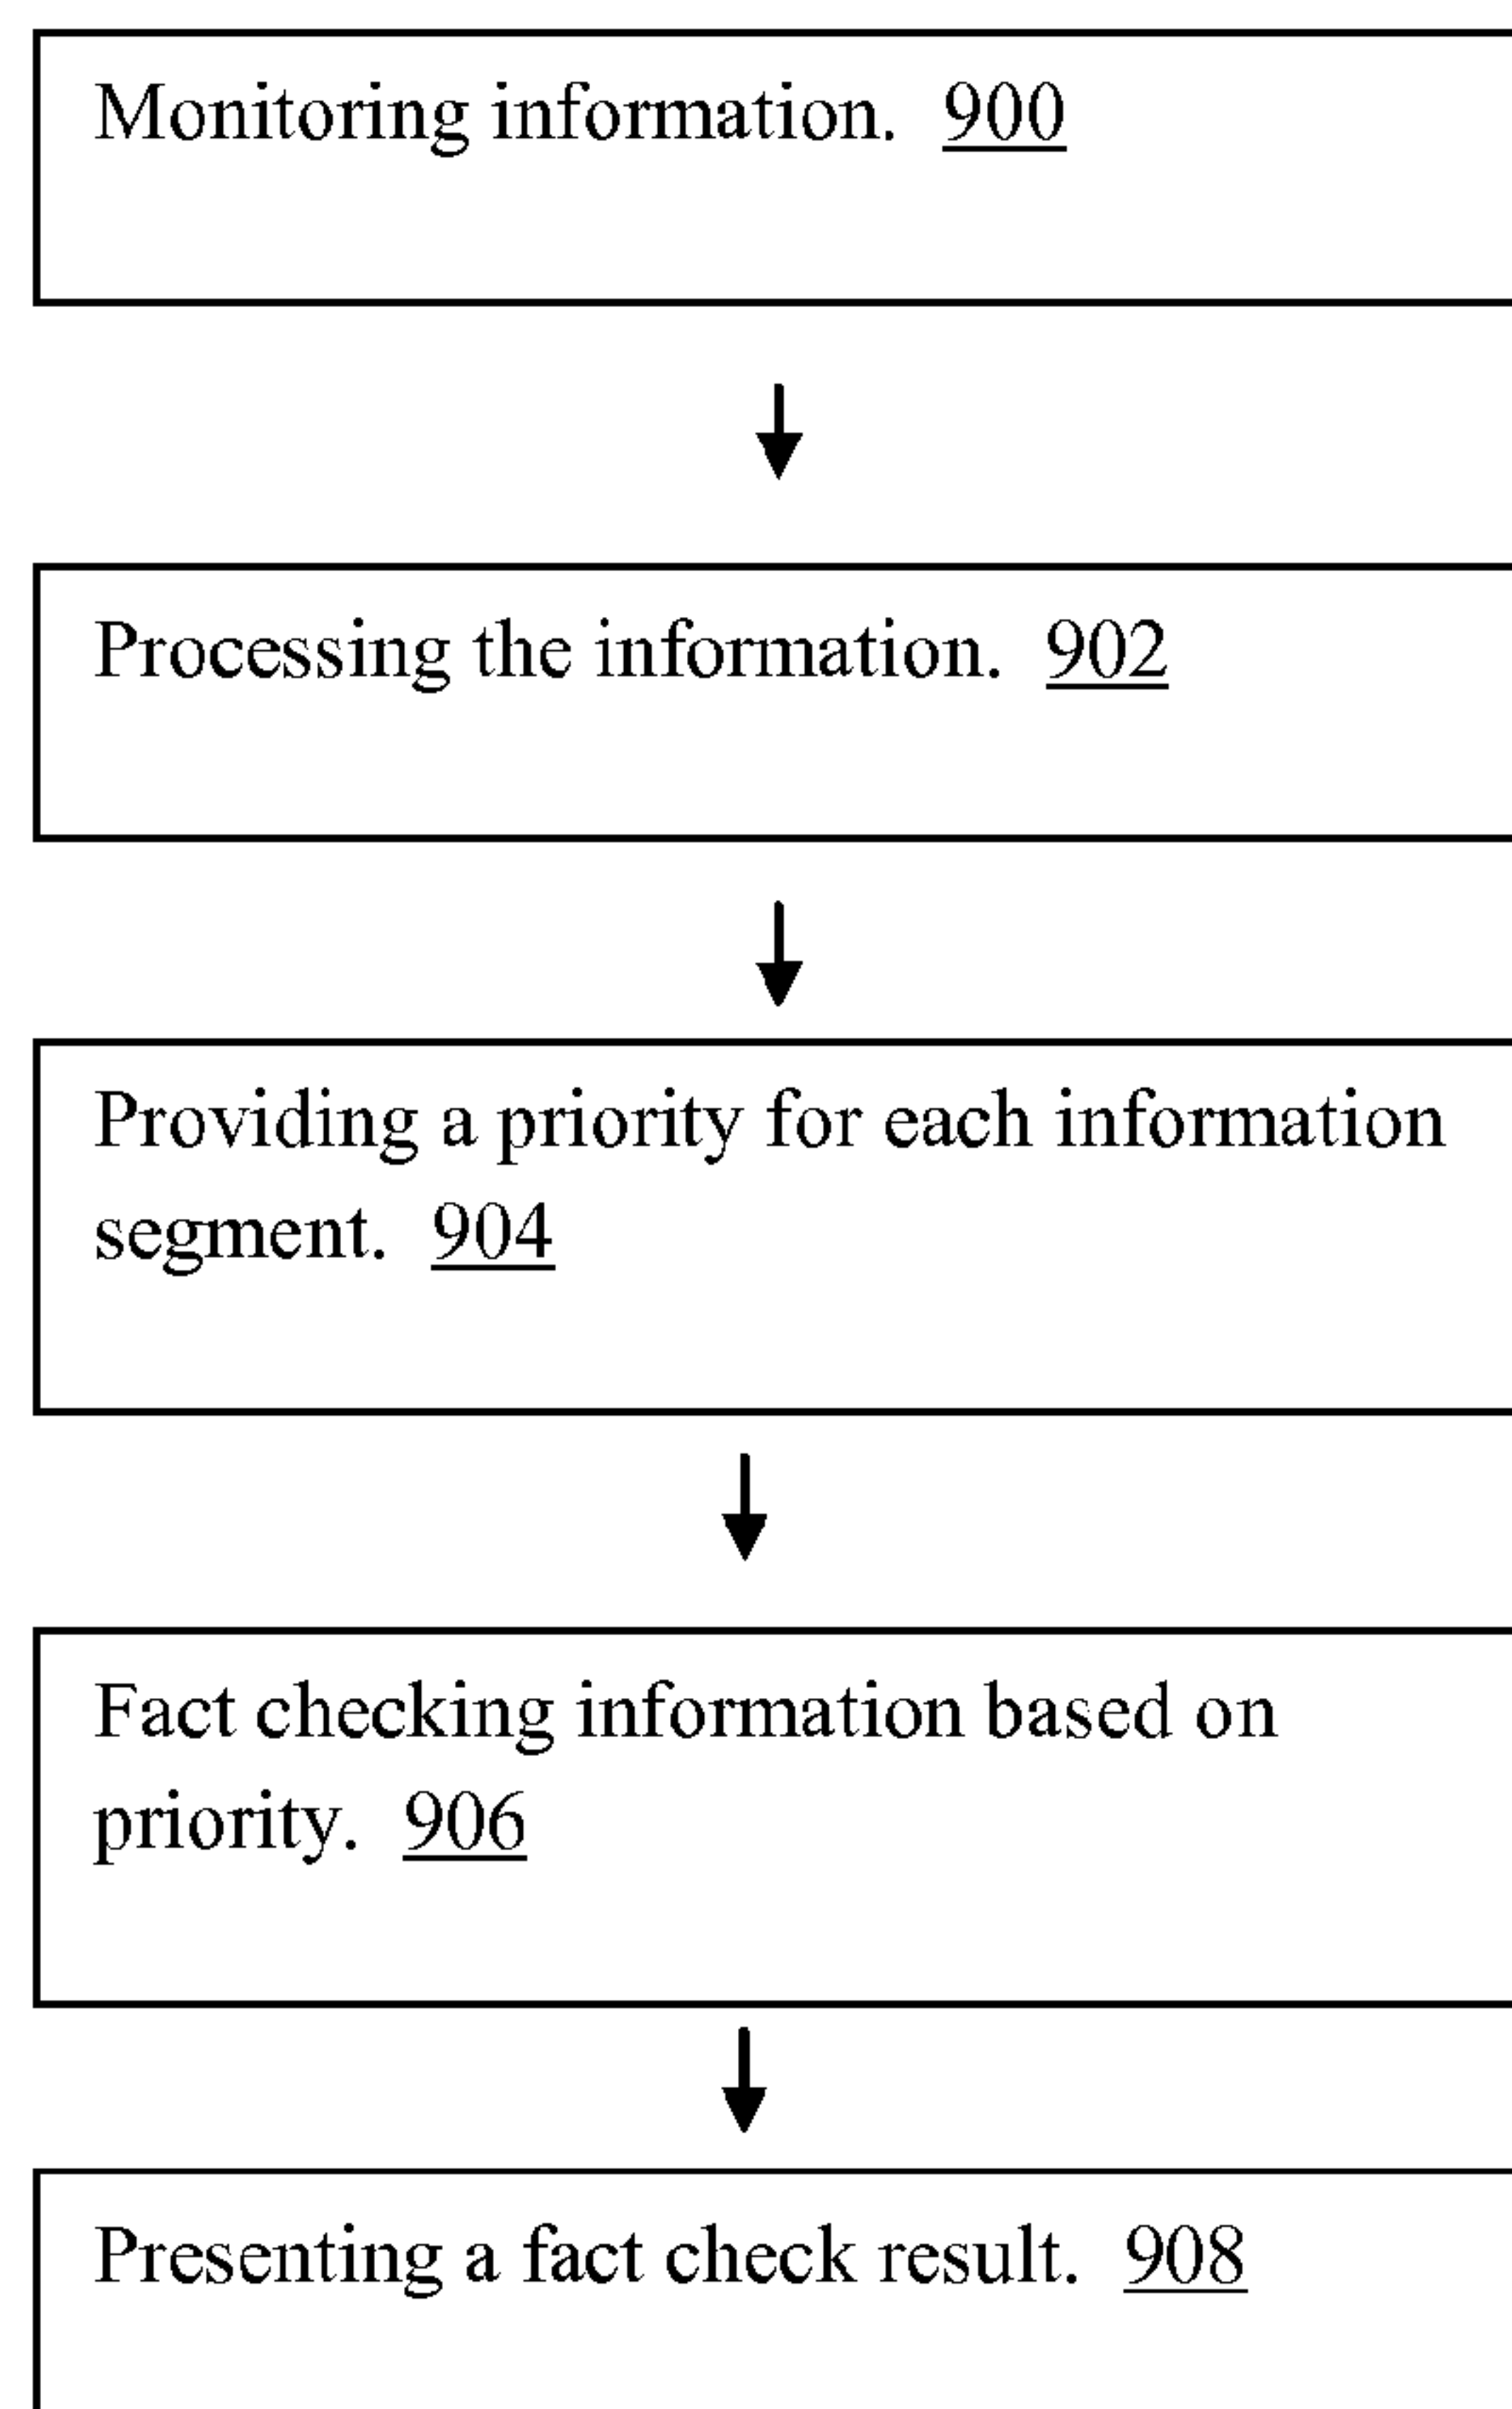 Monitoring information. 900
Processing the information. 902
Providing a priority for each information
segment. 904
Fact checking information based on
priority. 906
Presenting a fact check result. 908